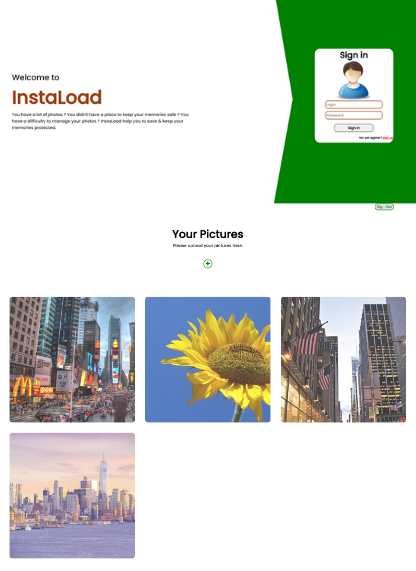 Welcome to
InstaLoad
You have a lot of photos ? You didn't have a place to keep your memories safe ? You
have a difficulty to manage your photos ? InstaLoad help you to save & keep your
memories protected.
Sign in
Login
Password
Sign in
Not yet register? Sign up
Sign Out
Your Pictures
Please upload your pictures here.